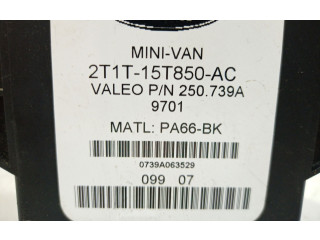 MINI-VAN
2T1T-15T850-AC
VALEO P/N 250.739A
9701
MATL: PA66-BK
0739A063529
099 07